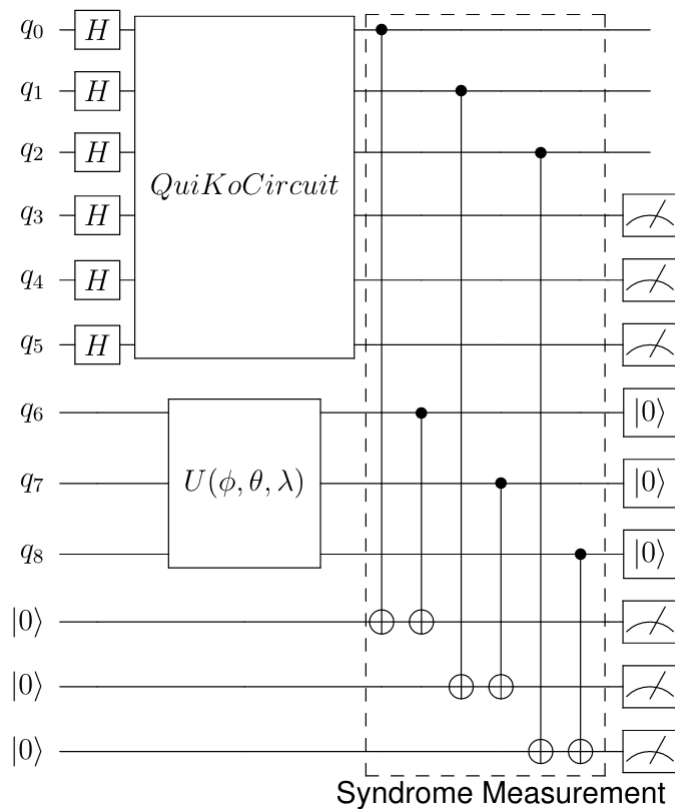 q₀ H
q₁ H
q₂ H
QuiKoCircuit
q₃ H
q₄ H
q₅ H
q₆ |0⟩
q₇ U(ϕ, θ, λ) |0⟩
q₈ |0⟩
|0⟩
|0⟩
|0⟩
Syndrome Measurement